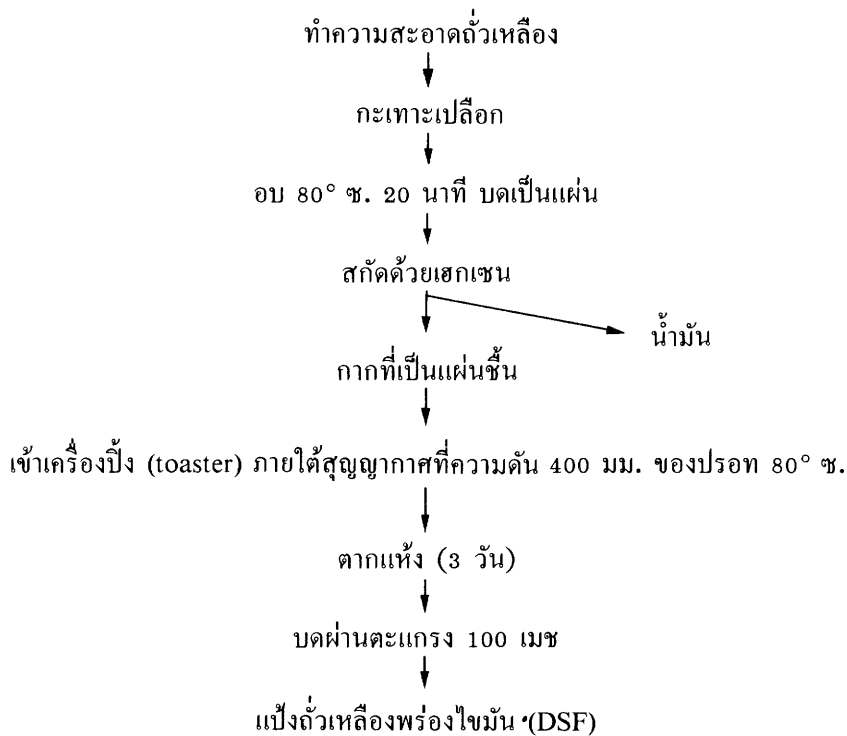 ทำความสะอาดถั่วเหลือง
กะเทาะเปลือก
อบ 80° ซ. 20 นาที บดเป็นแผ่น
สกัดด้วยเฮกเซน
น้ำมัน
กากที่เป็นแผ่นชิ้น
เข้าเครื่องปิ้ง (toaster) ภายใต้สุญญากาศที่ความดัน 400 มม. ของปรอท 80° ซ.
ตากแห้ง (3 วัน)
บดผ่านตะแกรง 100 เมช
แป้งถั่วเหลืองพร่องไขมัน (DSF)